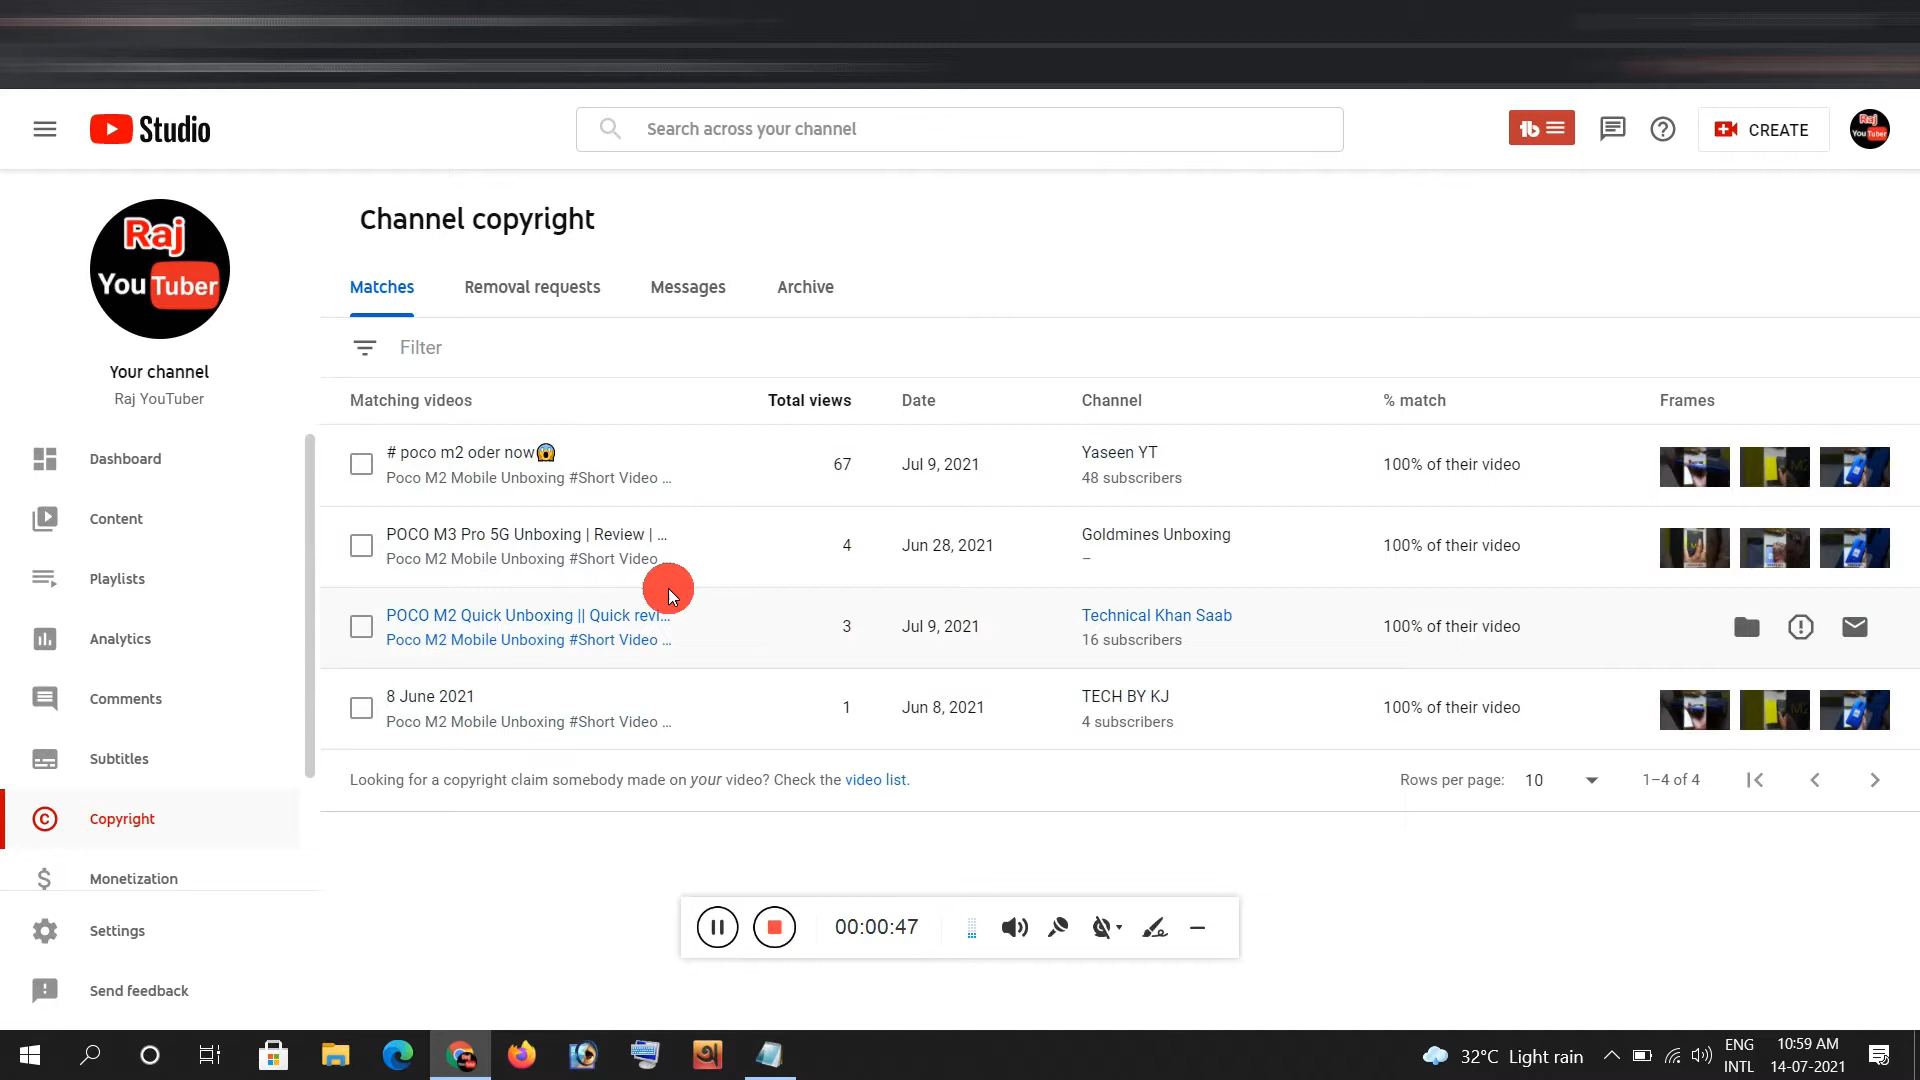 Studio
Search across your channel
CREATE
Raj
YouTuber
Raj
YouTuber
Your channel
Raj YouTuber
Dashboard
Content
Playlists
Analytics
Comments
Subtitles
Copyright
Monetization
Settings
Send feedback
Channel copyright
Matches Removal requests Messages Archive
Filter
Matching videos Total views Date Channel % match Frames
# poco m2 oder now😱 67 Jul 9, 2021 Yaseen YT 100% of their video
Poco M2 Mobile Unboxing #Short Video ... 48 subscribers
POCO M3 Pro 5G Unboxing | Review | ... 4 Jun 28, 2021 Goldmines Unboxing 100% of their video
Poco M2 Mobile Unboxing #Short Video –
POCO M2 Quick Unboxing || Quick revi... 3 Jul 9, 2021 Technical Khan Saab 100% of their video
Poco M2 Mobile Unboxing #Short Video ... 16 subscribers
8 June 2021 1 Jun 8, 2021 TECH BY KJ 100% of their video
Poco M2 Mobile Unboxing #Short Video ... 4 subscribers
Looking for a copyright claim somebody made on your video? Check the video list. Rows per page: 10 1–4 of 4
00:00:47
32°C Light rain ENG INTL 10:59 AM 14-07-2021